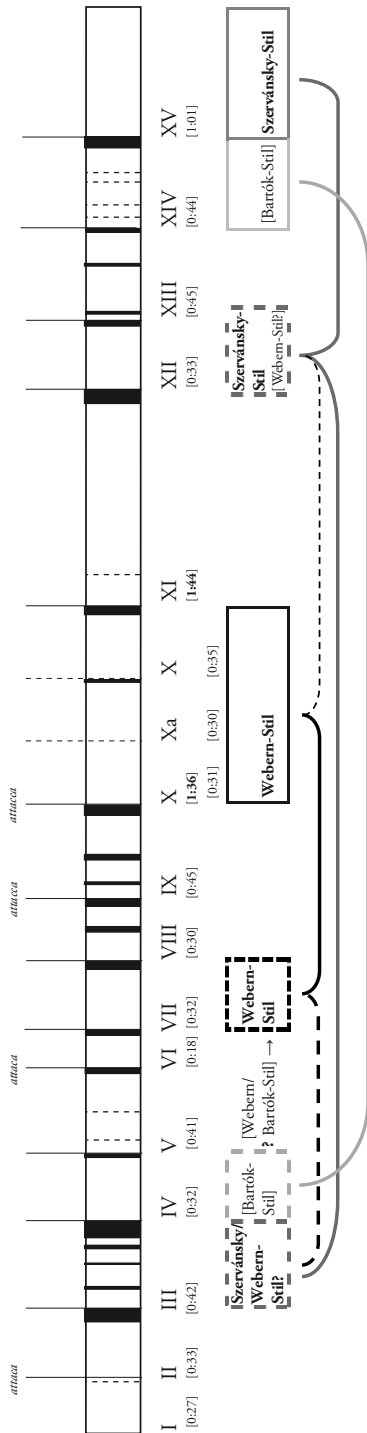 attaca attaca attacca attacca
I II III IV V VI VII VIII IX X Xa X XI XII XIII XIV XV
[0:27] [0:33] [0:42] [0:32] [0:41] [0:18] [0:32] [0:30] [0:45] [1:36] [1:44] [0:33] [0:45] [0:44] [1:01]
[0:31] [0:30] [0:35]
Szervánsky/
Webern-
Stil?
[Bartók-
Stil]
[Webern/
? Bartók-Stil] →
Webern-
Stil
Webern-Stil
Szervánsky-
Stil
[Webern-Stil?]
[Bartók-Stil]
Szervánsky-Stil